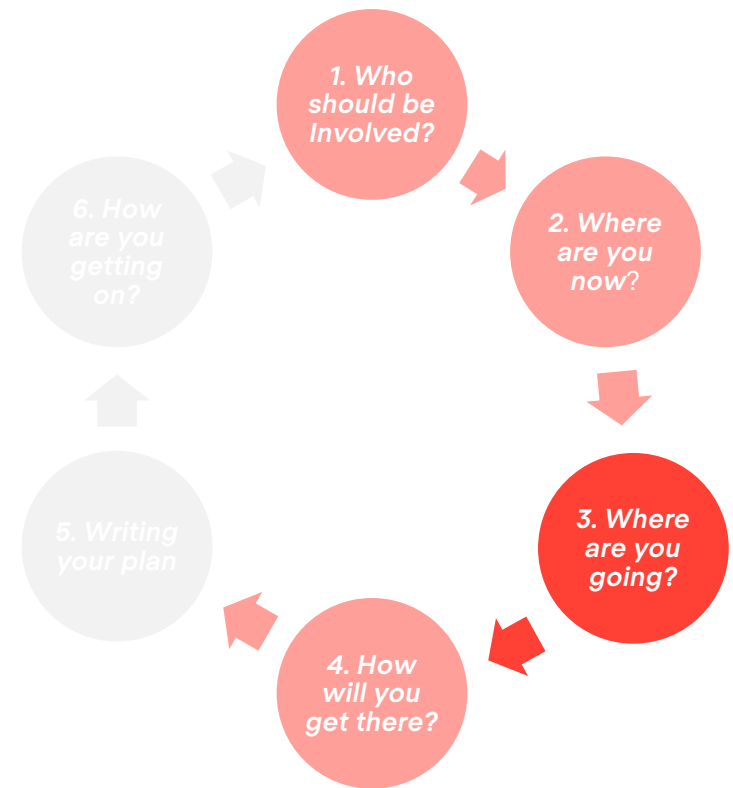 1. Who
should be
Involved?
2. Where
are you
now?
3. Where
are you
going?
4. How
will you
get there?
5. Writing
your plan
6. How
are you
getting
on?